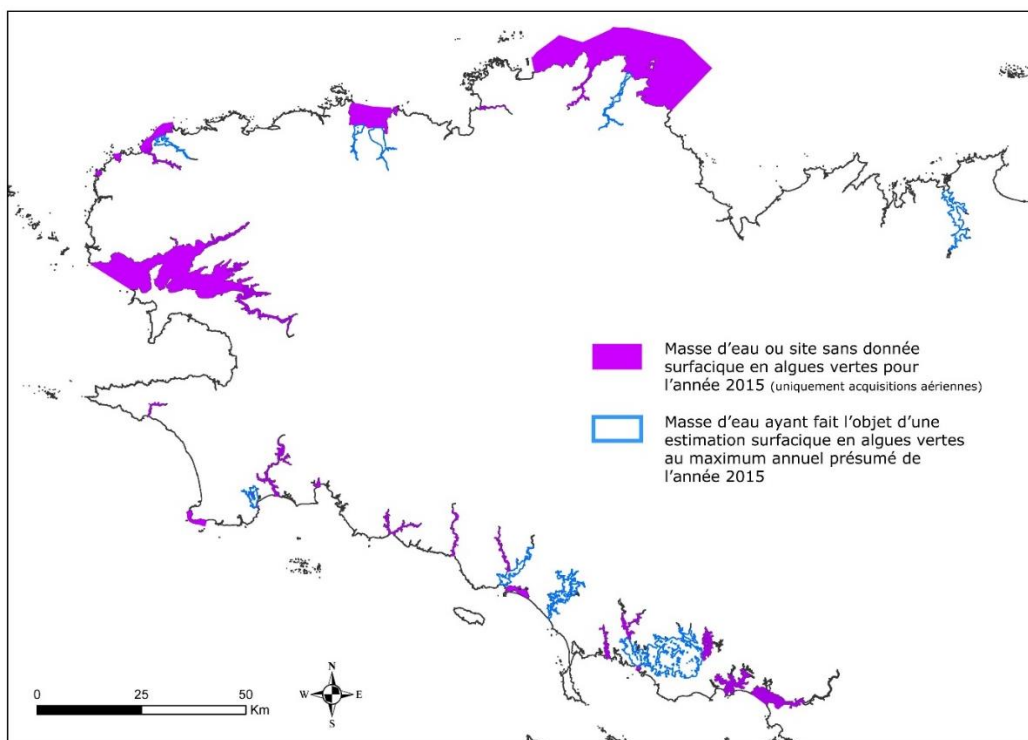 Masse d'eau ou site sans donnée
surfacique en algues vertes pour
l'année 2015 (uniquement acquisitions aériennes)
Masse d'eau ayant fait l'objet d'une
estimation surfacique en algues vertes
au maximum annuel présumé de
l'année 2015
0 25 50
Km
N
W E
S